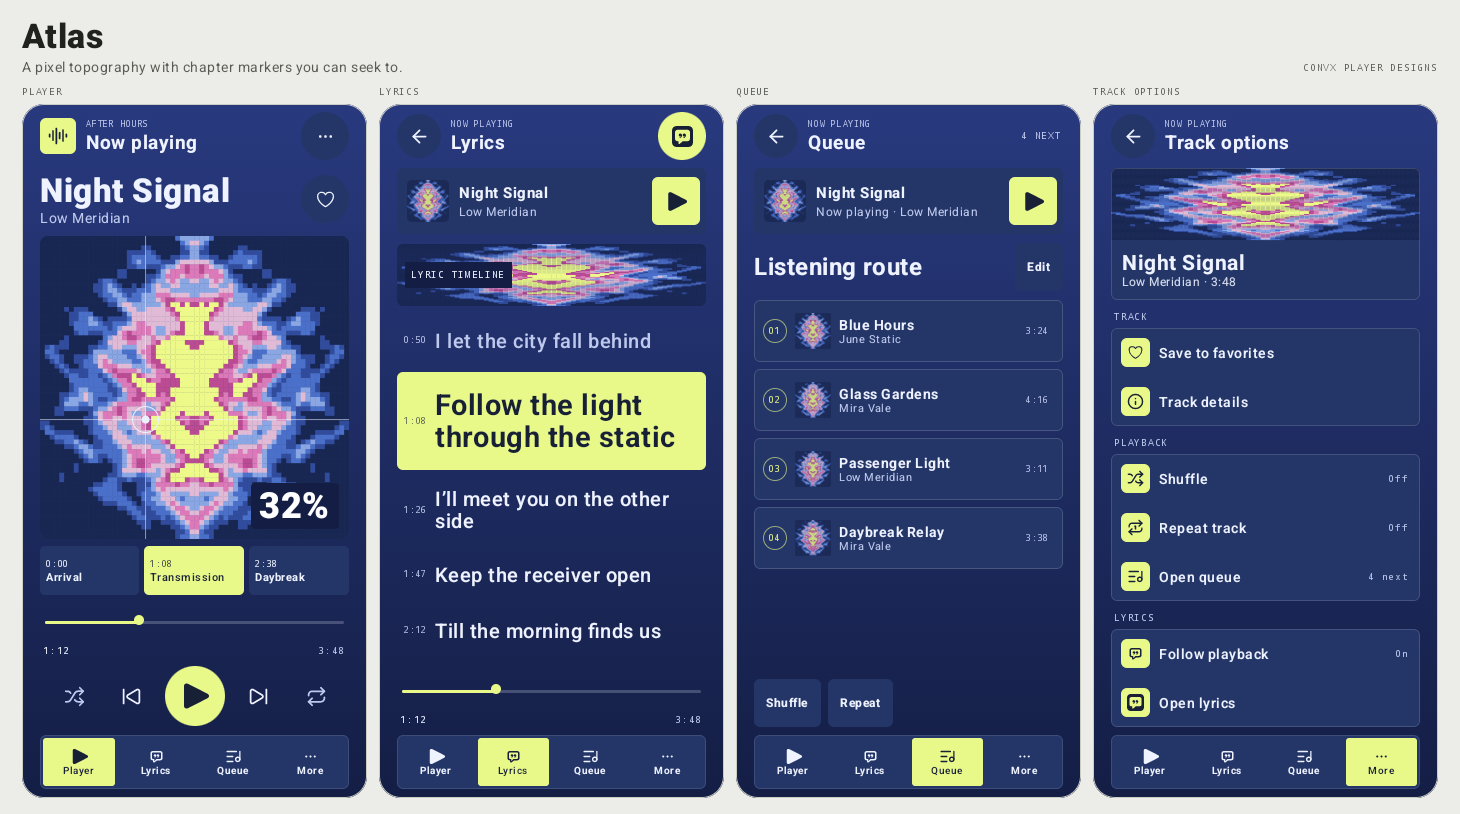 Atlas
A pixel topography with chapter markers you can seek to.
CONVX PLAYER DESIGNS
PLAYER
AFTER HOURS
Now playing
Night Signal
Low Meridian
32%
0:00
Arrival
1:08
Transmission
2:38
Daybreak
1:12
3:48
Player
Lyrics
Queue
More
LYRICS
NOW PLAYING
Lyrics
Night Signal
Low Meridian
LYRIC TIMELINE
0:50 I let the city fall behind
1:08 Follow the light
through the static
1:26 I’ll meet you on the other
side
1:47 Keep the receiver open
2:12 Till the morning finds us
1:12
3:48
Player
Lyrics
Queue
More
QUEUE
NOW PLAYING
Queue
4 NEXT
Night Signal
Now playing · Low Meridian
Listening route
Edit
01
Blue Hours
June Static
3:24
02
Glass Gardens
Mira Vale
4:16
03
Passenger Light
Low Meridian
3:11
04
Daybreak Relay
Mira Vale
3:38
Shuffle
Repeat
Player
Lyrics
Queue
More
TRACK OPTIONS
NOW PLAYING
Track options
Night Signal
Low Meridian · 3:48
TRACK
Save to favorites
Track details
PLAYBACK
Shuffle
Off
Repeat track
Off
Open queue
4 next
LYRICS
Follow playback
On
Open lyrics
Player
Lyrics
Queue
More